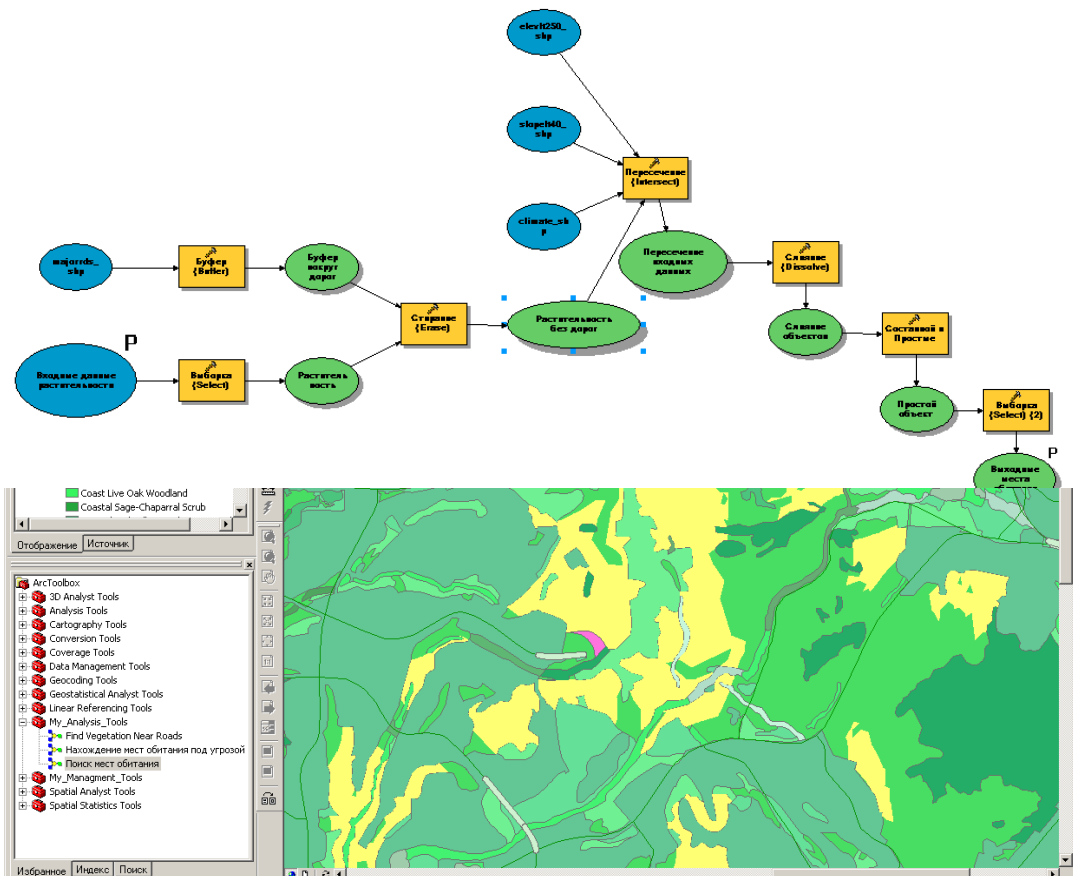 elevlt250_
shp
slopelt40_
shp
climate_sh
p
Пересечение
(Intersect)
majorrds_
shp
Буфер
(Buffer)
Буфер
вокруг
дорог
Стирание
(Erase)
Растительность
без дорог
Пересечение
входных
данных
Слияние
(Dissolve)
Слияние
объектов
Составной в
Простые
P
Входные данные
растительности
Выборка
(Select)
Раститель
ность
Простой
объект
Выборка
(Select) (2)
P
Выходные
места
Coast Live Oak Woodland
Coastal Sage-Chaparral Scrub
Отображение
Источник
ArcToolbox
3D Analyst Tools
Analysis Tools
Cartography Tools
Conversion Tools
Coverage Tools
Data Management Tools
Geocoding Tools
Geostatistical Analyst Tools
Linear Referencing Tools
My_Analysis_Tools
Find Vegetation Near Roads
Нахождение мест обитания под угрозой
Поиск мест обитания
My_Managment_Tools
Spatial Analyst Tools
Spatial Statistics Tools
Избранное
Индекс
Поиск